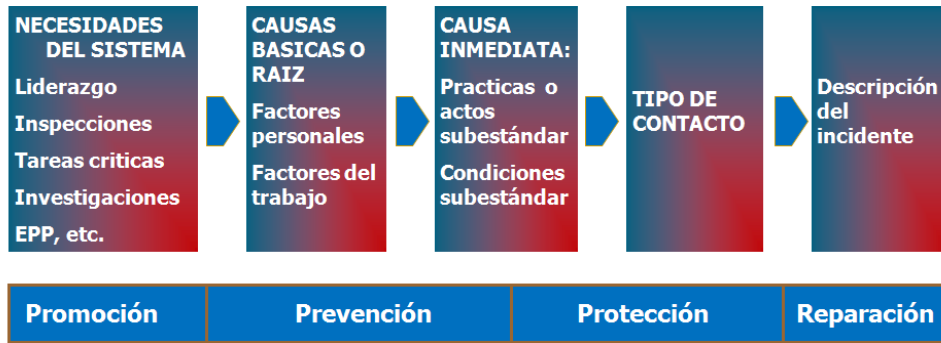 NECESIDADES
DEL SISTEMA
Liderazgo
Inspecciones
Tareas criticas
Investigaciones
EPP, etc.
CAUSAS
BASICAS O
RAIZ
Factores
personales
Factores del
trabajo
CAUSA
INMEDIATA:
Practicas o
actos
subestándar
Condiciones
subestándar
TIPO DE
CONTACTO
Descripción
del
incidente
Promoción
Prevención
Protección
Reparación